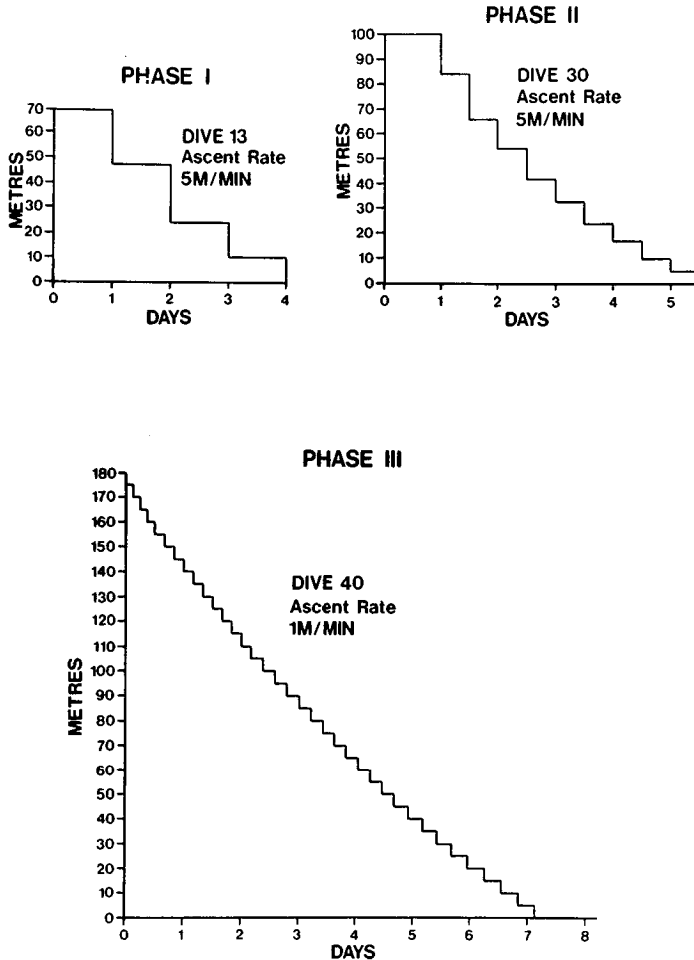 PHASE I
70
60
50
40
30
20
10
0
METRES
DIVE 13
Ascent Rate
5M/MIN
0 1 2 3 4
DAYS
PHASE II
100
90
80
70
60
50
40
30
20
10
0
METRES
DIVE 30
Ascent Rate
5M/MIN
0 1 2 3 4 5
DAYS
PHASE III
180
170
160
150
140
130
120
110
100
90
80
70
60
50
40
30
20
10
0
METRES
DIVE 40
Ascent Rate
1M/MIN
0 1 2 3 4 5 6 7 8
DAYS